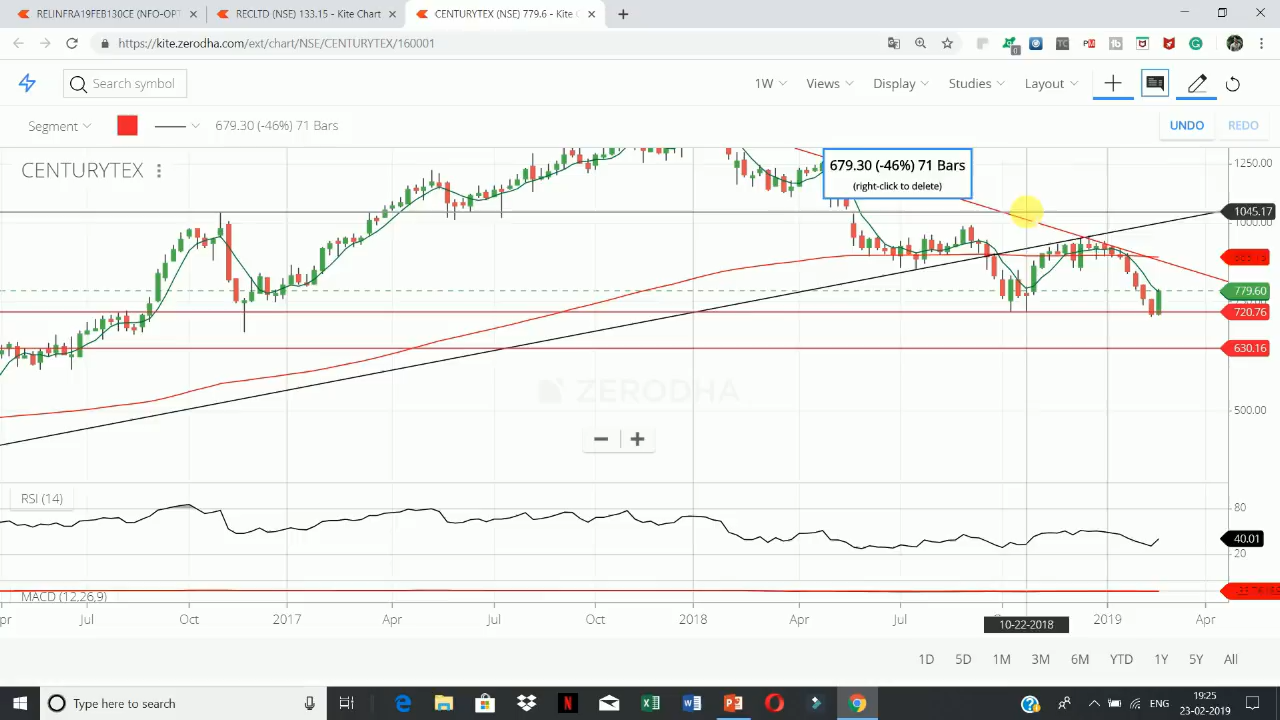 RELINFRA19FEB130CE (NFO-OPT
RECLTD (NSE) 133.15 - Kite Chart
CENTURYTEX (NSE) 779.6 - Kite C
https://kite.zerodha.com/ext/chart/NSE/CENTURYTEX/160001
Search symbol
1W
Views
Display
Studies
Layout
Segment
679.30 (-46%) 71 Bars
UNDO
REDO
CENTURYTEX
679.30 (-46%) 71 Bars
(right-click to delete)
1250.00
1045.17
1000.00
779.60
720.76
630.16
ZERODHA
500.00
RSI (14)
80
40.01
20
MACD (12,26,9)
Jul
Oct
2017
Apr
Jul
Oct
2018
Apr
Jul
10-22-2018
2019
Apr
1D
5D
1M
3M
6M
YTD
1Y
5Y
All
Type here to search
ENG
19:25
23-02-2019